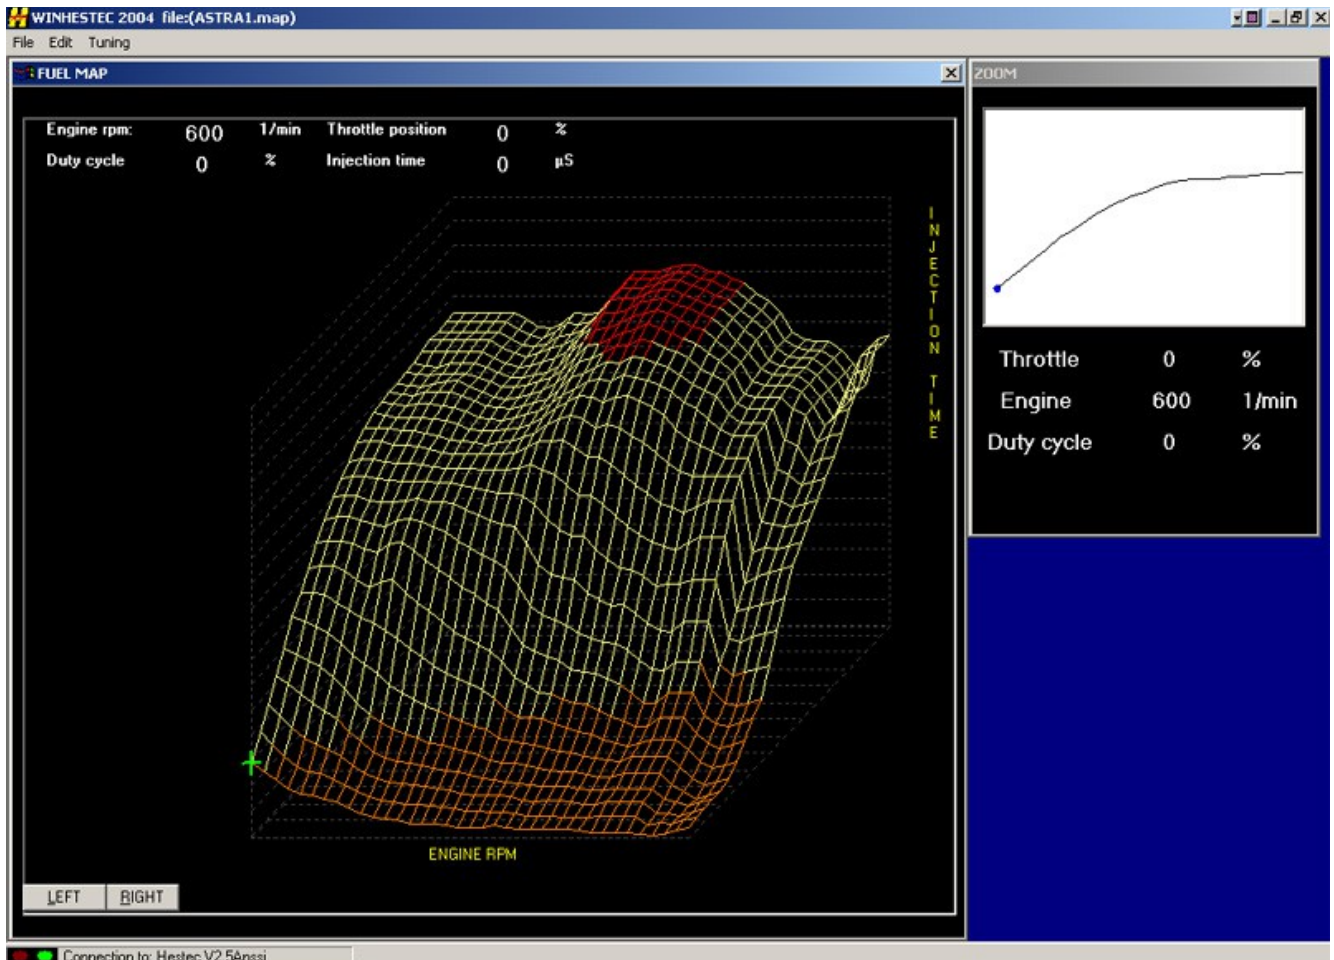 WINHESTEC 2004 file:(ASTRA1.map)
File Edit Tuning
FUEL MAP
Engine rpm: 600 1/min Throttle position 0 %
Duty cycle 0 % Injection time 0 µS
INJECTION TIME
ENGINE RPM
LEFT RIGHT
ZOOM
Throttle 0 %
Engine 600 1/min
Duty cycle 0 %
Connection to: Hestec V2.5Anssi